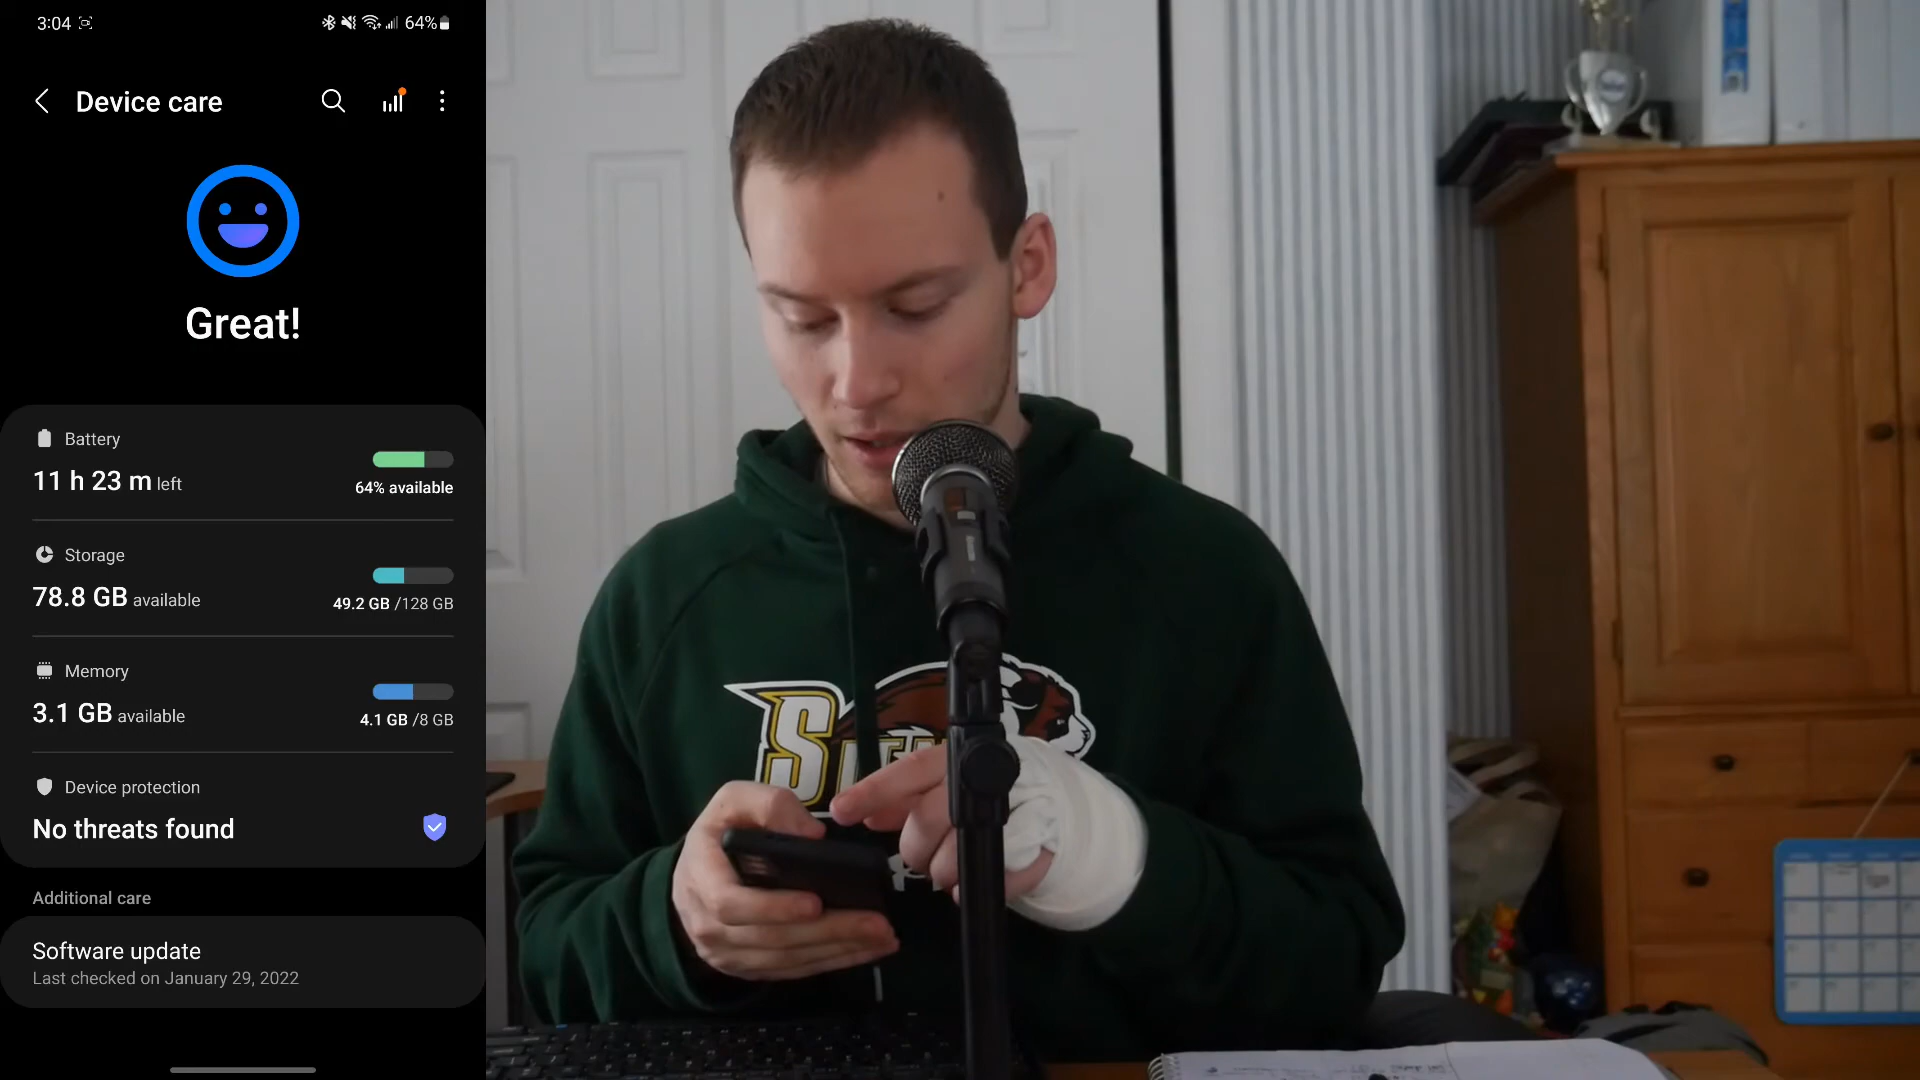 3:04
64%
Device care
Great!
Battery
11 h 23 m left
64% available
Storage
78.8 GB available
49.2 GB /128 GB
Memory
3.1 GB available
4.1 GB /8 GB
Device protection
No threats found
Additional care
Software update
Last checked on January 29, 2022